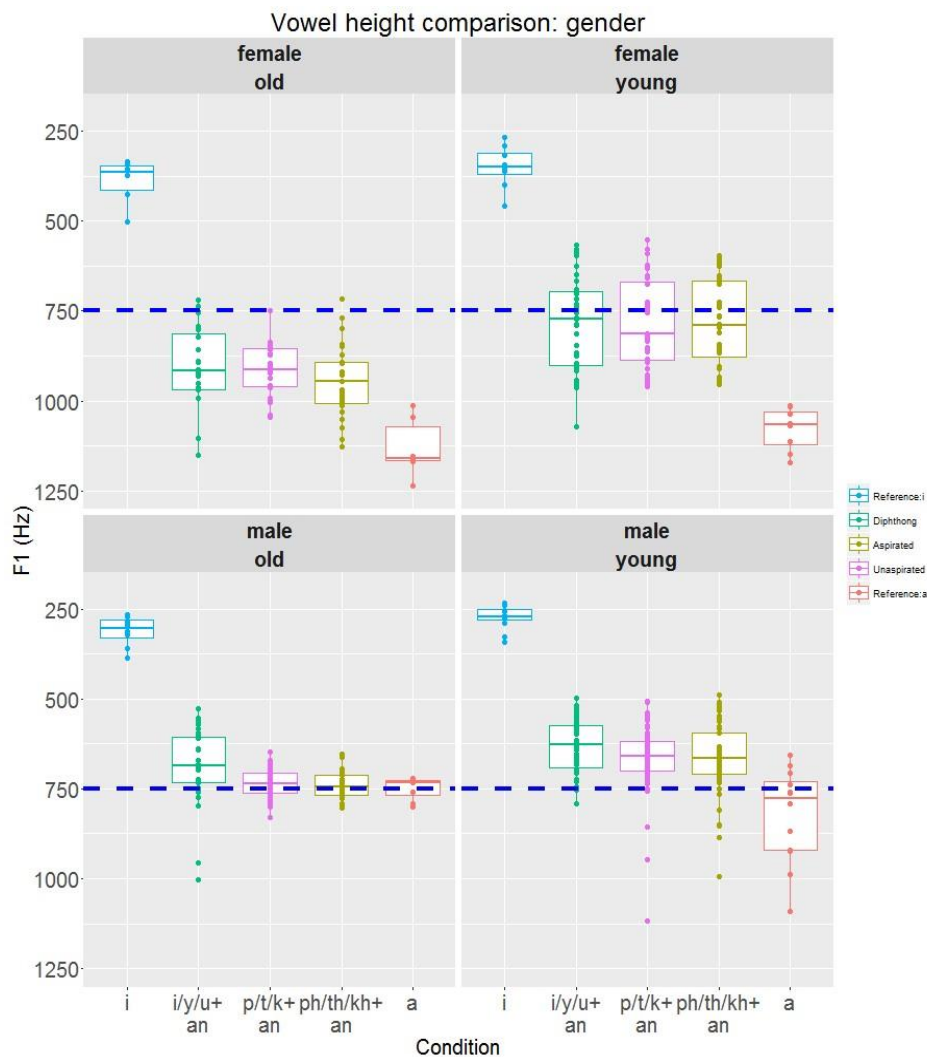 Vowel height comparison: gender
female
old
female
young
250
500
750
1000
1250
male
old
male
young
250
500
750
1000
1250
F1 (Hz)
Reference:i
Diphthong
Aspirated
Unaspirated
Reference:a
i i/y/u+ p/t/k+ ph/th/kh+ a i i/y/u+ p/t/k+ ph/th/kh+ a
an an an an an an
Condition